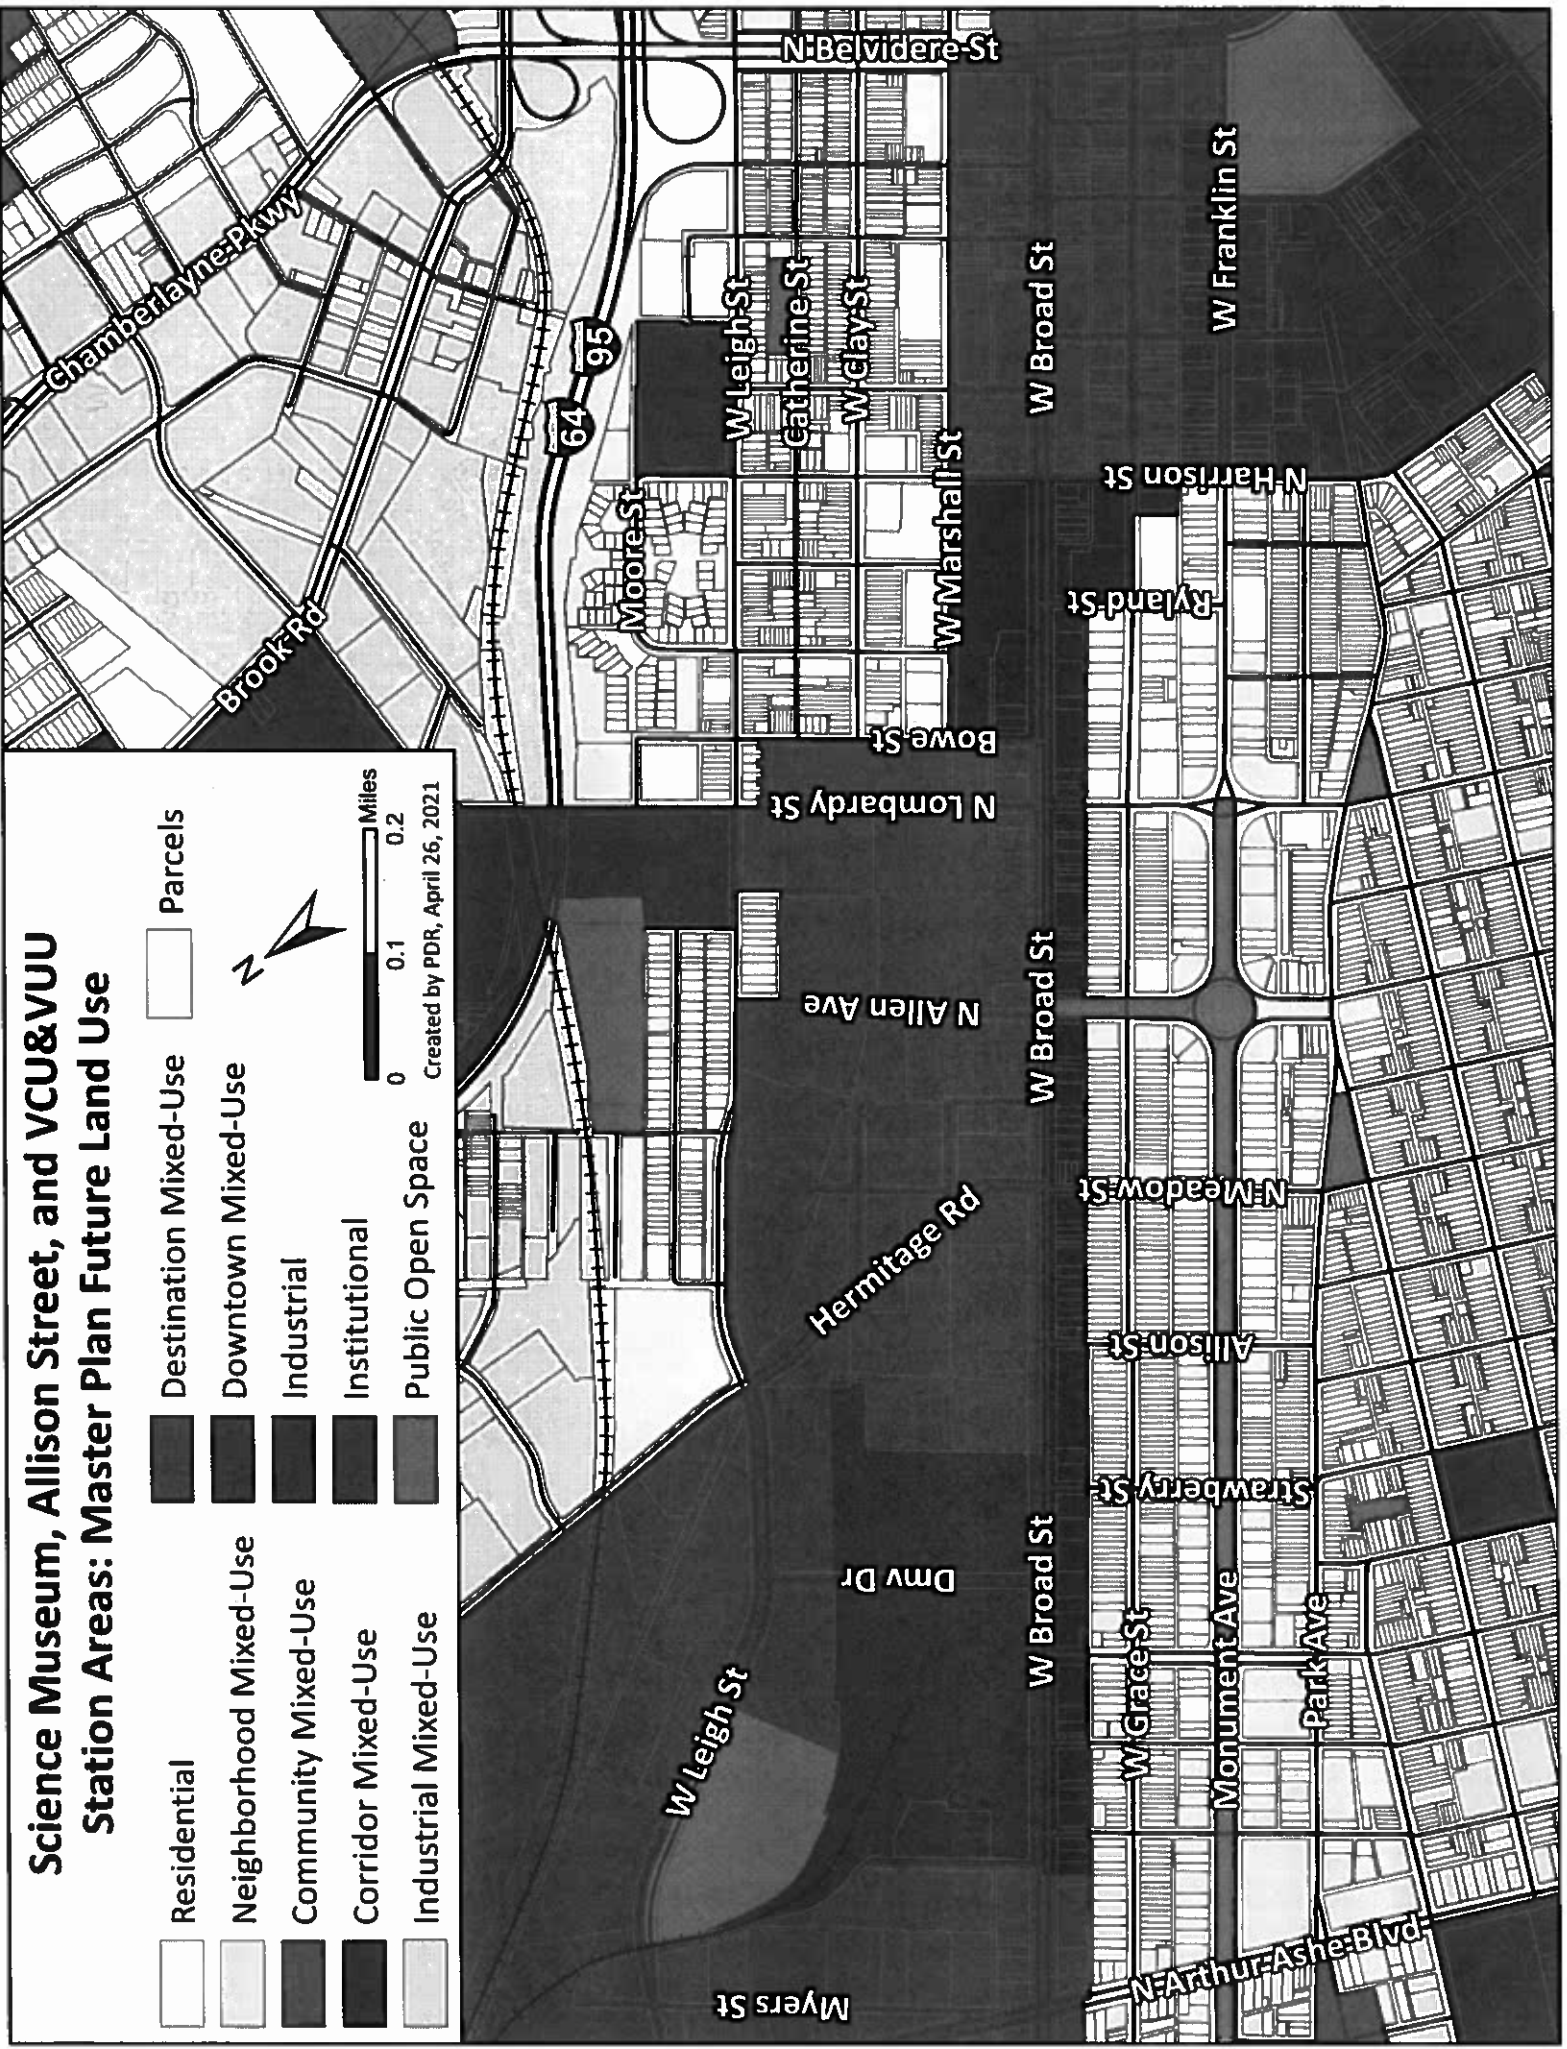 Science Museum, Allison Street, and VCU&VUU
Station Areas: Master Plan Future Land Use
Residential
Neighborhood Mixed-Use
Community Mixed-Use
Corridor Mixed-Use
Industrial Mixed-Use
Destination Mixed-Use
Downtown Mixed-Use
Industrial
Institutional
Public Open Space
Parcels
N
0 0.1 0.2 Miles
Created by PDR, April 26, 2021
Chamberlayne Pkwy
Brook Rd
N Belvidere St
64
95
Moore St
W Leigh St
Catherine St
W Clay St
W Marshall St
Bowe St
N Lombardy St
N Allen Ave
Hermitage Rd
Dmv Dr
W Leigh St
Myers St
W Broad St
W Broad St
W Broad St
W Franklin St
N Harrison St
Ryland St
N Meadow St
Allison St
Strawberry St
W Grace St
Monument Ave
Park Ave
N Arthur Ashe Blvd